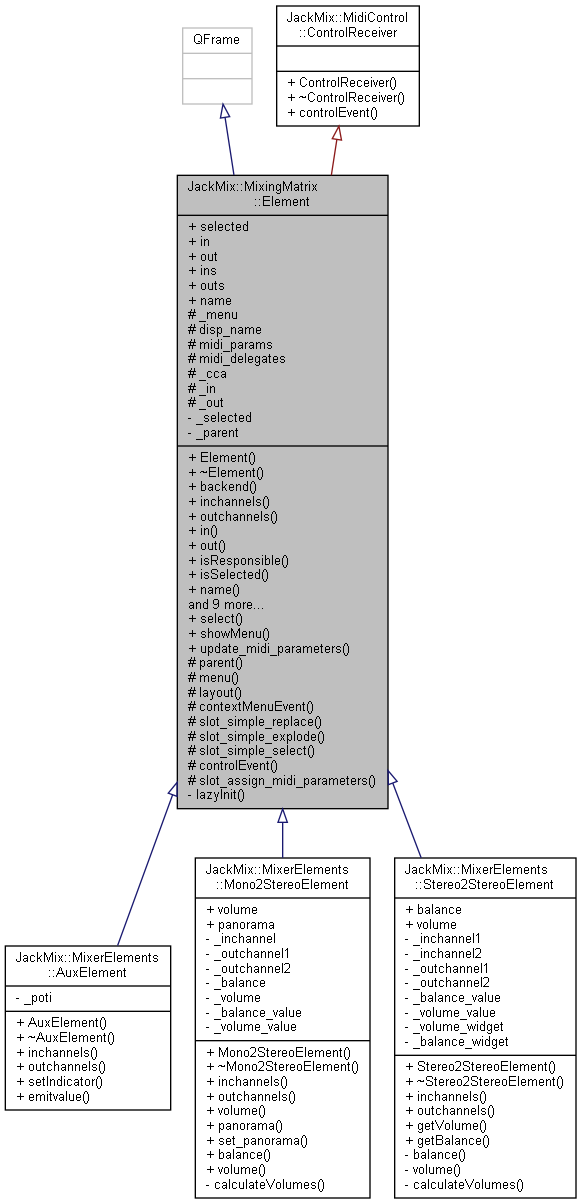 QFrame
JackMix::MidiControl
::ControlReceiver
+ ControlReceiver()
+ ~ControlReceiver()
+ controlEvent()
JackMix::MixingMatrix
::Element
+ selected
+ in
+ out
+ ins
+ outs
+ name
# _menu
# disp_name
# midi_params
# midi_delegates
# _cca
# _in
# _out
- _selected
- _parent
+ Element()
+ ~Element()
+ backend()
+ inchannels()
+ outchannels()
+ in()
+ out()
+ isResponsible()
+ isSelected()
+ name()
and 9 more...
+ select()
+ showMenu()
+ update_midi_parameters()
# parent()
# menu()
# layout()
# contextMenuEvent()
# slot_simple_replace()
# slot_simple_explode()
# slot_simple_select()
# controlEvent()
# slot_assign_midi_parameters()
- lazyInit()
JackMix::MixerElements
::AuxElement
- _poti
+ AuxElement()
+ ~AuxElement()
+ inchannels()
+ outchannels()
+ setIndicator()
+ emitvalue()
JackMix::MixerElements
::Mono2StereoElement
+ volume
+ panorama
- _inchannel
- _outchannel1
- _outchannel2
- _balance
- _volume
- _balance_value
- _volume_value
+ Mono2StereoElement()
+ ~Mono2StereoElement()
+ inchannels()
+ outchannels()
+ volume()
+ panorama()
+ set_panorama()
+ balance()
+ volume()
- calculateVolumes()
JackMix::MixerElements
::Stereo2StereoElement
+ balance
+ volume
- _inchannel1
- _inchannel2
- _outchannel1
- _outchannel2
- _balance_value
- _volume_value
- _volume_widget
- _balance_widget
+ Stereo2StereoElement()
+ ~Stereo2StereoElement()
+ inchannels()
+ outchannels()
+ getVolume()
+ getBalance()
- balance()
- volume()
- calculateVolumes()